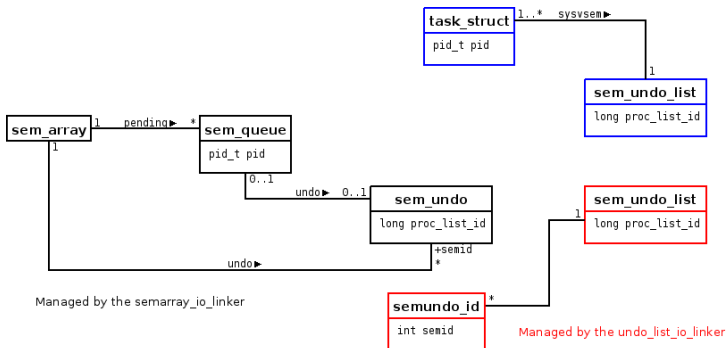 task_struct
pid_t pid
1..* sysvsem▶
1
sem_undo_list
long proc_list_id
sem_array
1 pending▶ *
sem_queue
pid_t pid
1
0..1
undo▶ 0..1
sem_undo
long proc_list_id
+semid
*
undo▶
sem_undo_list
long proc_list_id
1
Managed by the semarray_io_linker
semundo_id
int semid
*
Managed by the undo_list_io_linker